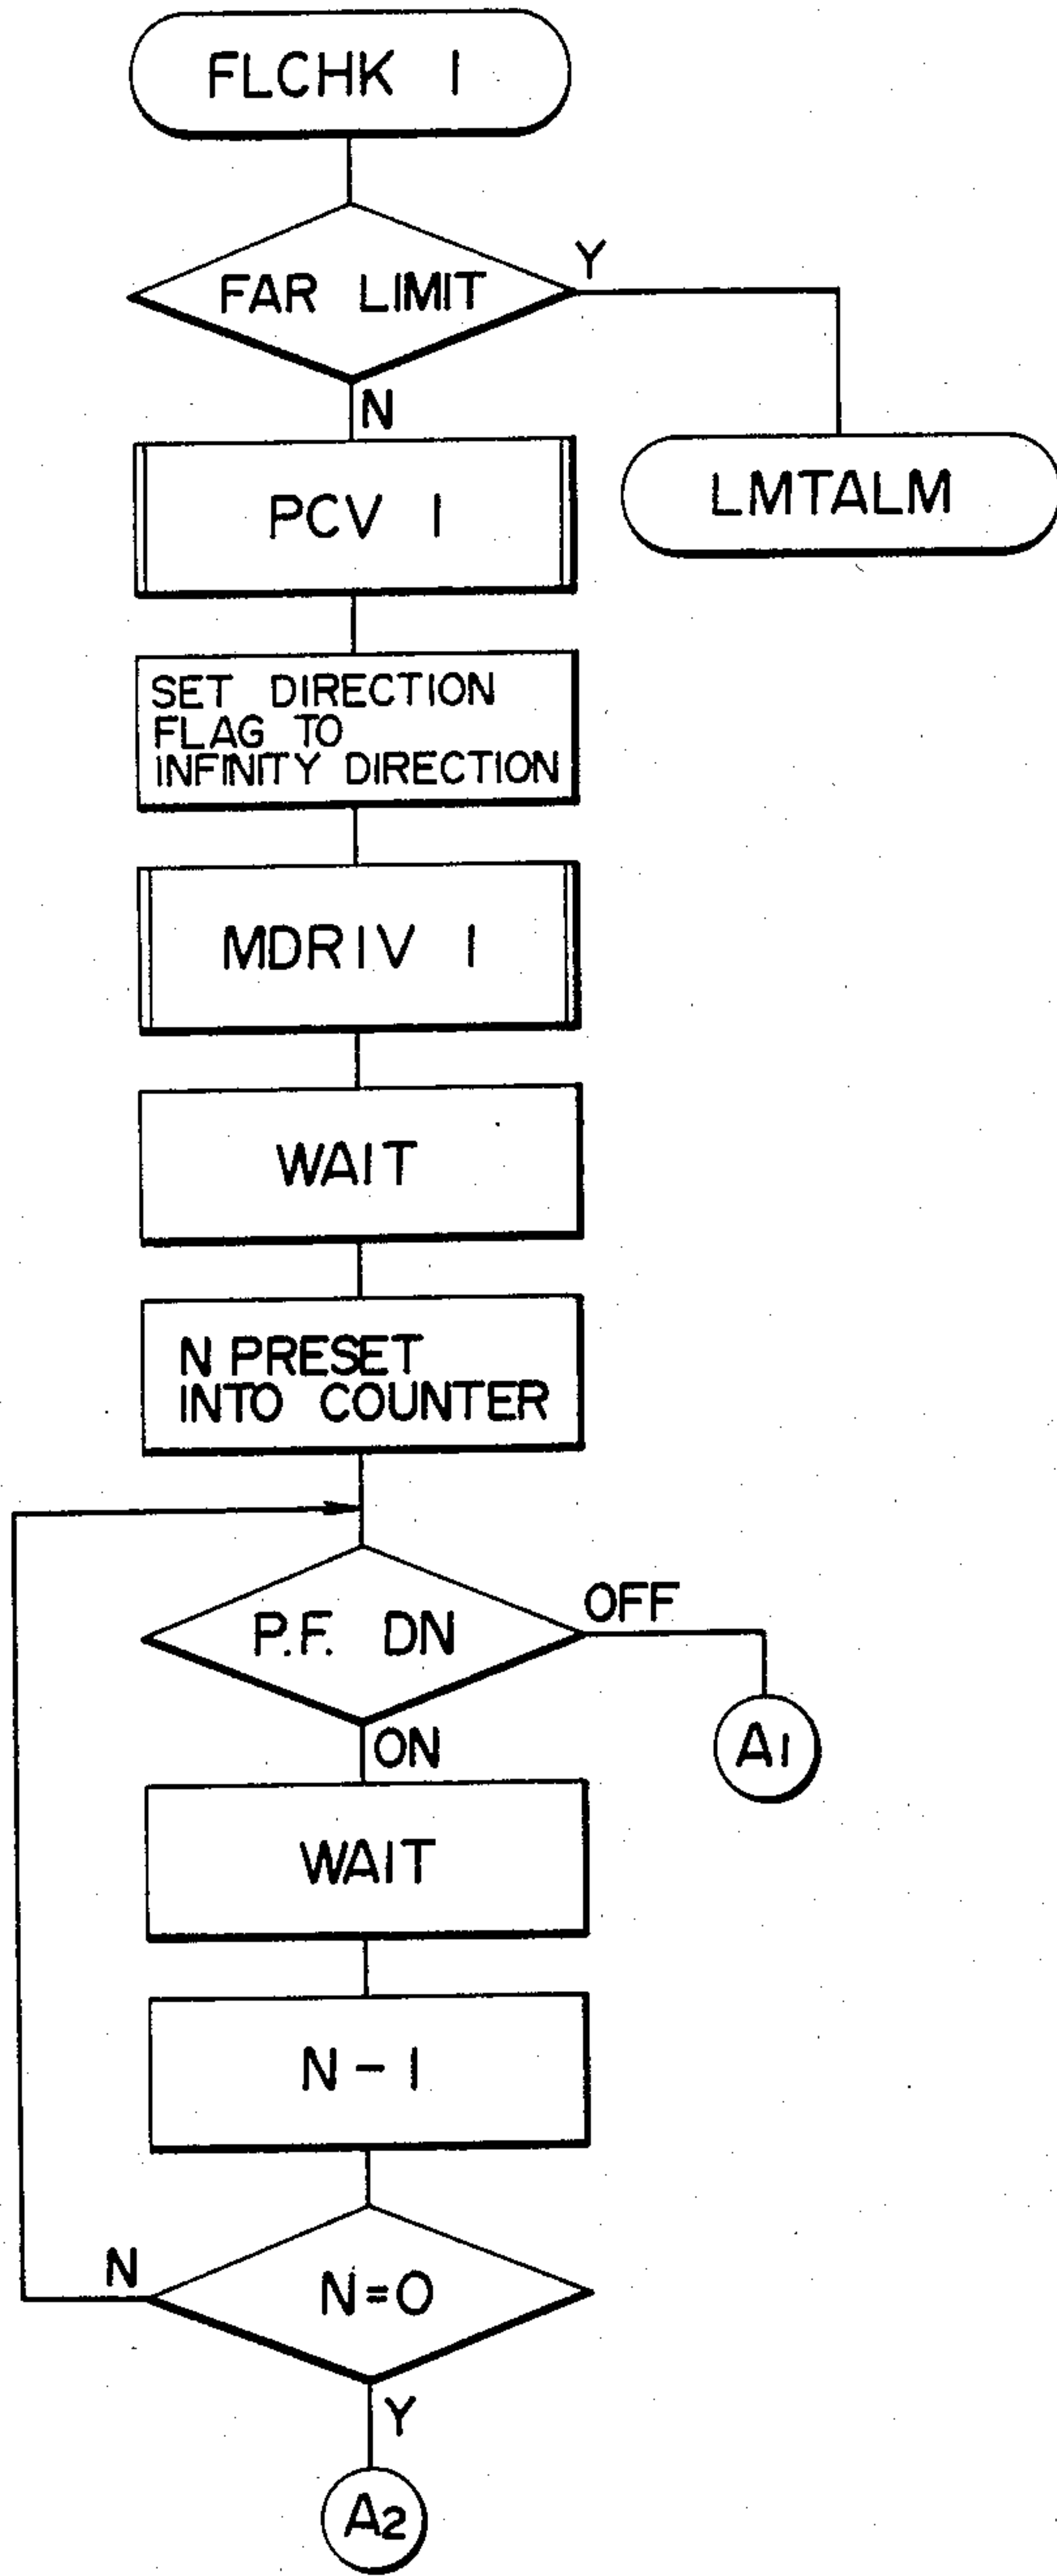 FLCHK 1
FAR LIMIT
Y
N
LMTALM
PCV 1
SET DIRECTION
FLAG TO
INFINITY DIRECTION
MDRIV 1
WAIT
N PRESET
INTO COUNTER
P.F. DN
OFF
A1
ON
WAIT
N-1
N
N=0
Y
A2